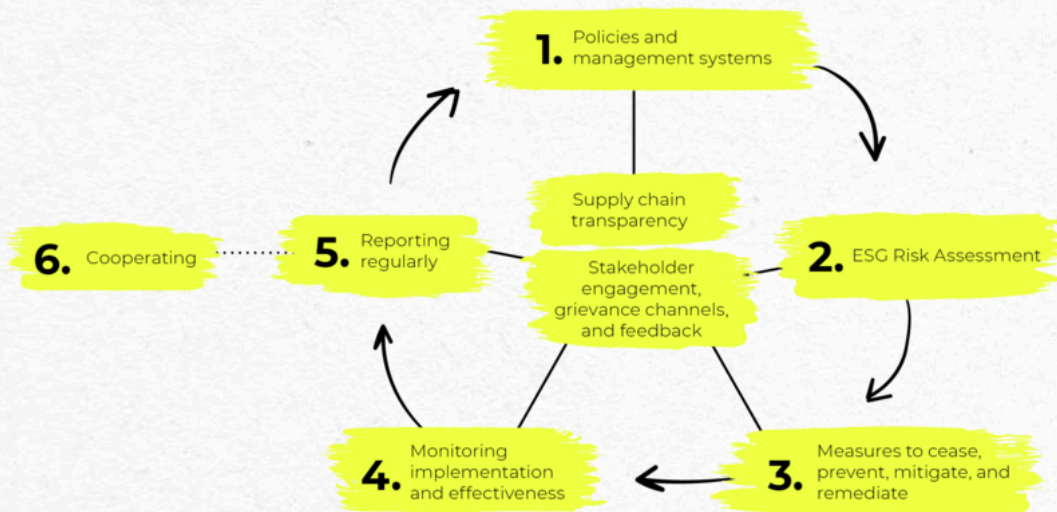 1. Policies and
management systems
Supply chain
transparency
2. ESG Risk Assessment
Stakeholder
engagement,
grievance channels,
and feedback
3. Measures to cease,
prevent, mitigate, and
remediate
4. Monitoring
implementation
and effectiveness
5. Reporting
regularly
6. Cooperating